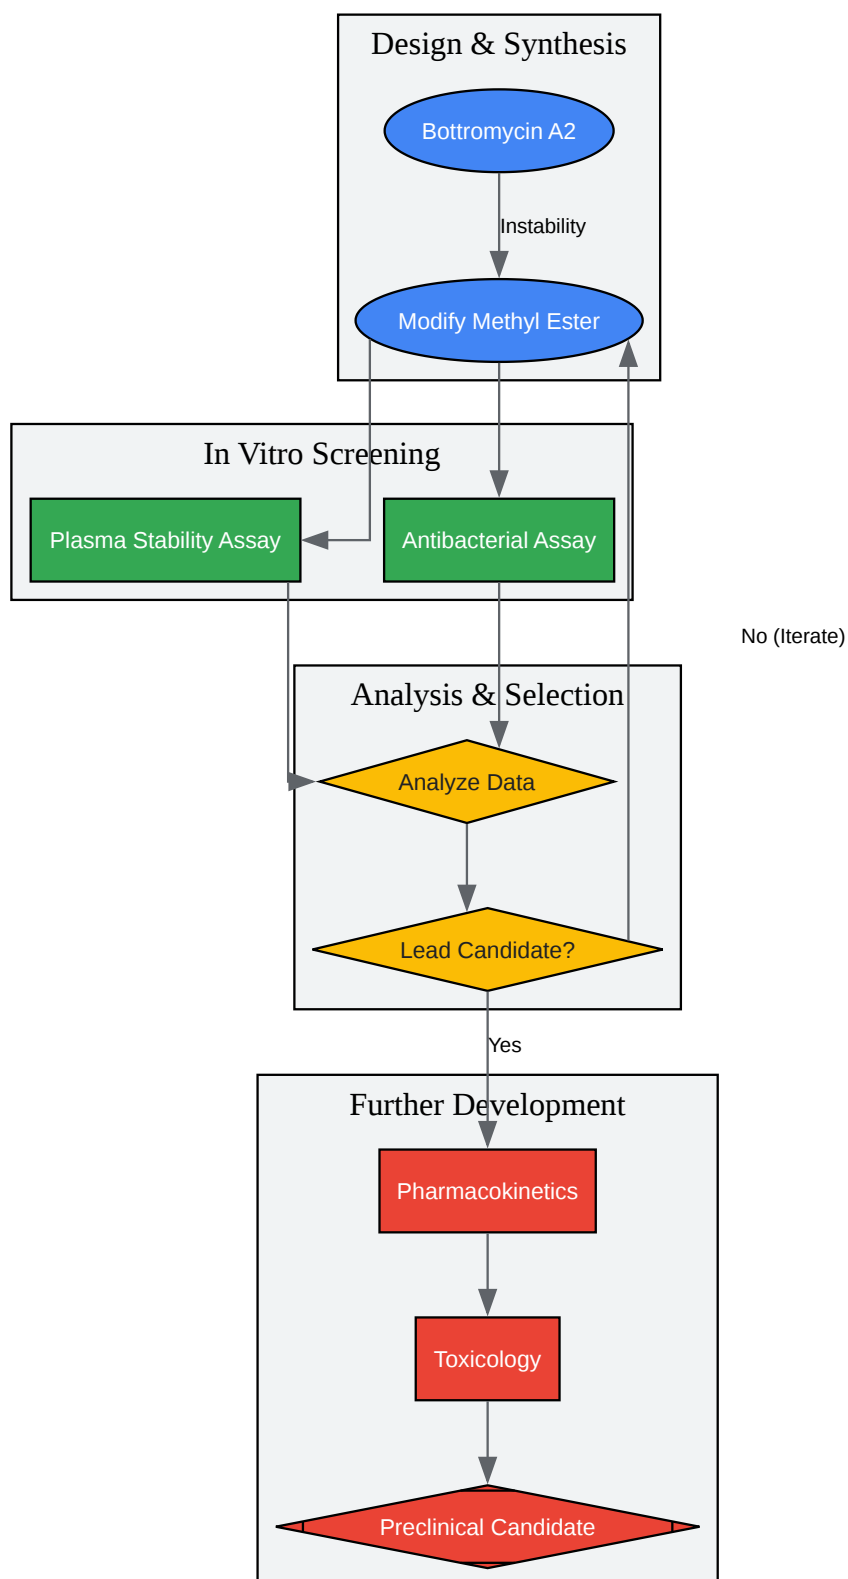 Design & Synthesis
Bottromycin A2
Instability
Modify Methyl Ester
In Vitro Screening
Plasma Stability Assay
Antibacterial Assay
No (Iterate)
Analysis & Selection
Analyze Data
Lead Candidate?
Yes
Further Development
Pharmacokinetics
Toxicology
Preclinical Candidate